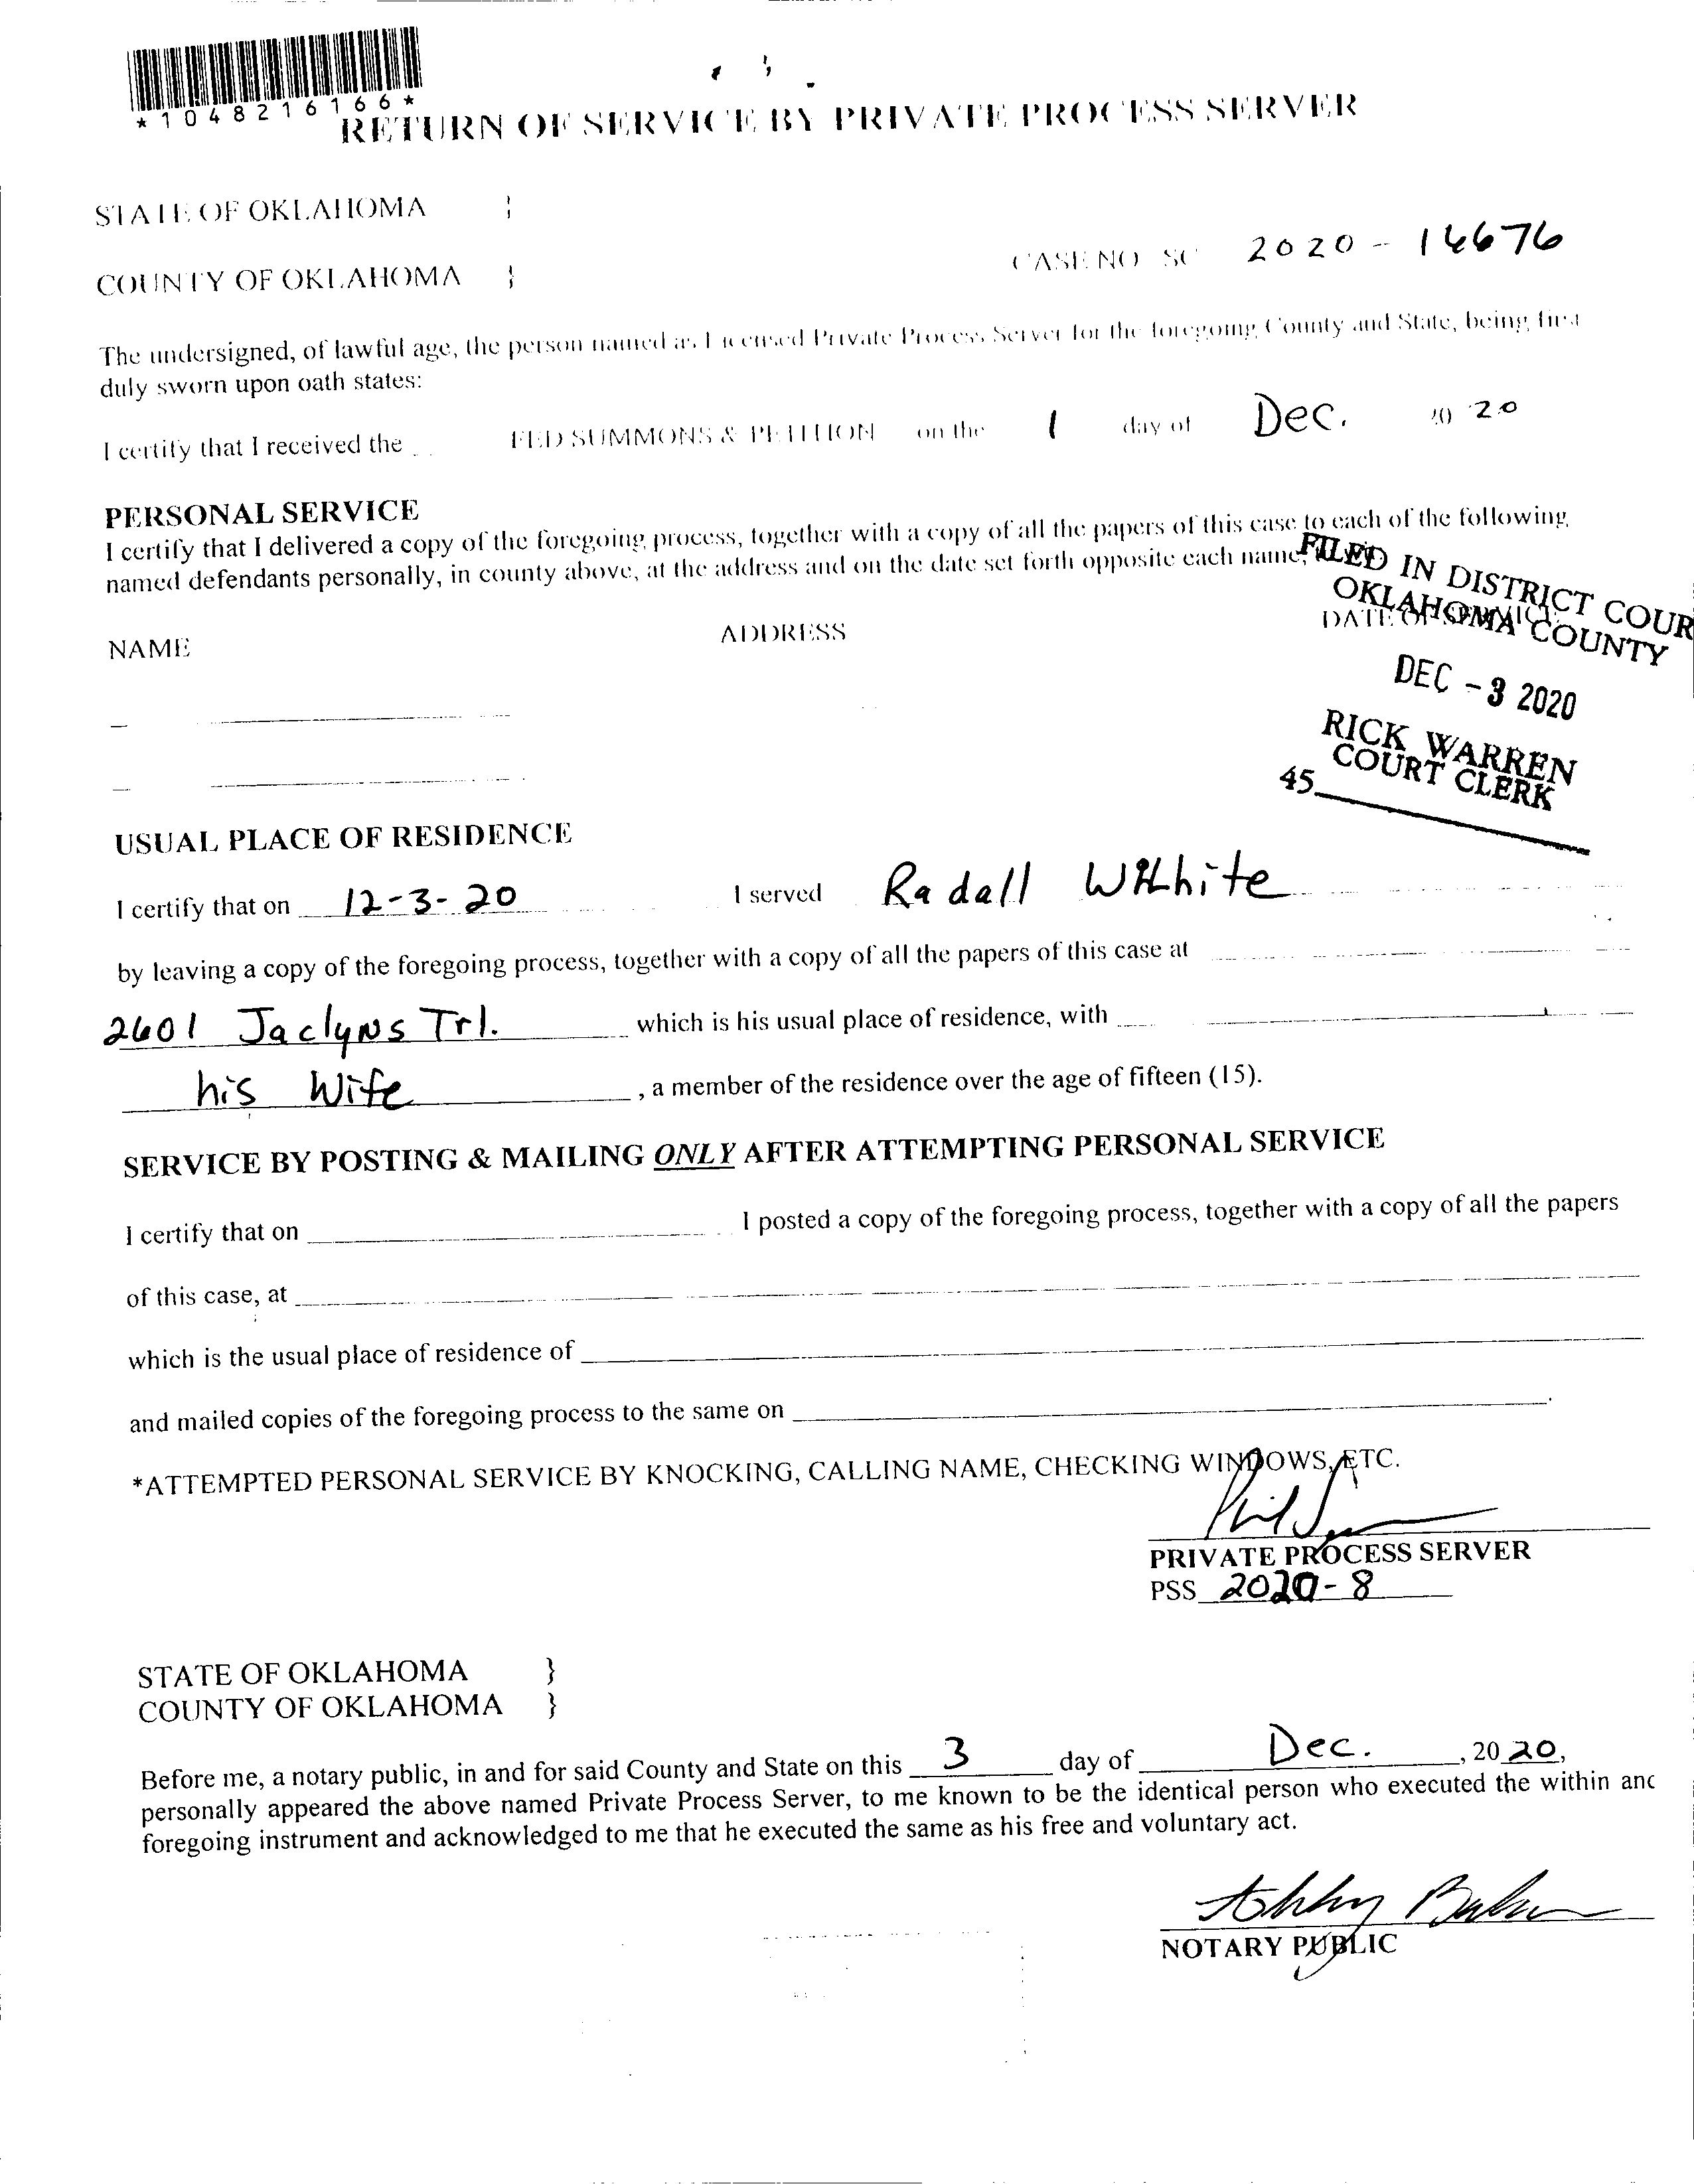 *1048216166*
RETURN OF SERVICE BY PRIVATE PROCESS SERVER
STATE OF OKLAHOMA }
CASE NO SC 2020 - 16676
COUNTY OF OKLAHOMA }
The undersigned, of lawful age, the person named as Licensed Private Process Server for the foregoing County and State, being first
duly sworn upon oath states:
I certify that I received the FED SUMMONS & PETITION on the 1 day of Dec. 20 20
PERSONAL SERVICE
I certify that I delivered a copy of the foregoing process, together with a copy of all the papers of this case to each of the following
named defendants personally, in county above, at the address and on the date set forth opposite each name,
FILED IN DISTRICT COUR
OKLAHOMA COUNTY
NAME ADDRESS DATE OF SERVICE
DEC - 3 2020
RICK WARREN
COURT CLERK
45
USUAL PLACE OF RESIDENCE
I certify that on 12-3-20 I served Radall Wilhite
by leaving a copy of the foregoing process, together with a copy of all the papers of this case at
2601 Jaclyns Trl. which is his usual place of residence, with
his Wife , a member of the residence over the age of fifteen (15).
SERVICE BY POSTING & MAILING ONLY AFTER ATTEMPTING PERSONAL SERVICE
I certify that on I posted a copy of the foregoing process, together with a copy of all the papers
of this case, at
which is the usual place of residence of
and mailed copies of the foregoing process to the same on .
*ATTEMPTED PERSONAL SERVICE BY KNOCKING, CALLING NAME, CHECKING WINDOWS, ETC.
PRIVATE PROCESS SERVER
PSS 2020-8
STATE OF OKLAHOMA }
COUNTY OF OKLAHOMA }
Before me, a notary public, in and for said County and State on this 3 day of Dec. , 20 20,
personally appeared the above named Private Process Server, to me known to be the identical person who executed the within and
foregoing instrument and acknowledged to me that he executed the same as his free and voluntary act.
NOTARY PUBLIC